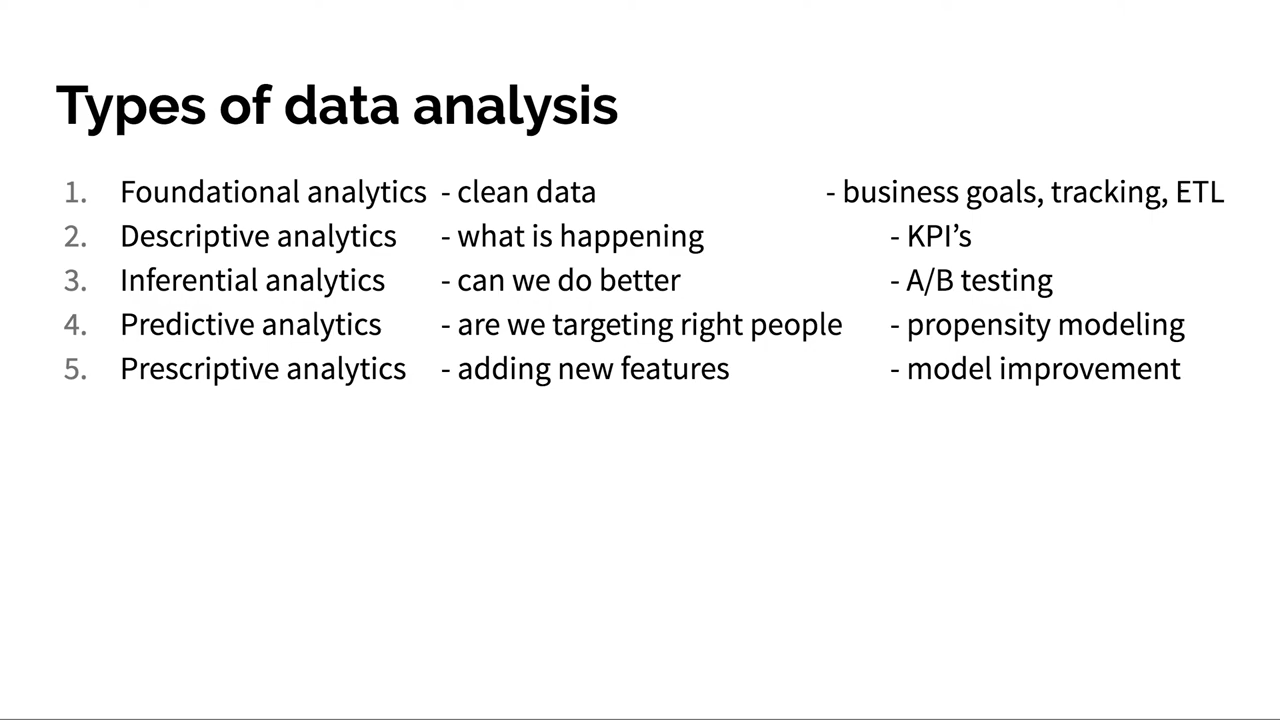 Types of data analysis
1. Foundational analytics - clean data - business goals, tracking, ETL
2. Descriptive analytics - what is happening - KPI’s
3. Inferential analytics - can we do better - A/B testing
4. Predictive analytics - are we targeting right people - propensity modeling
5. Prescriptive analytics - adding new features - model improvement